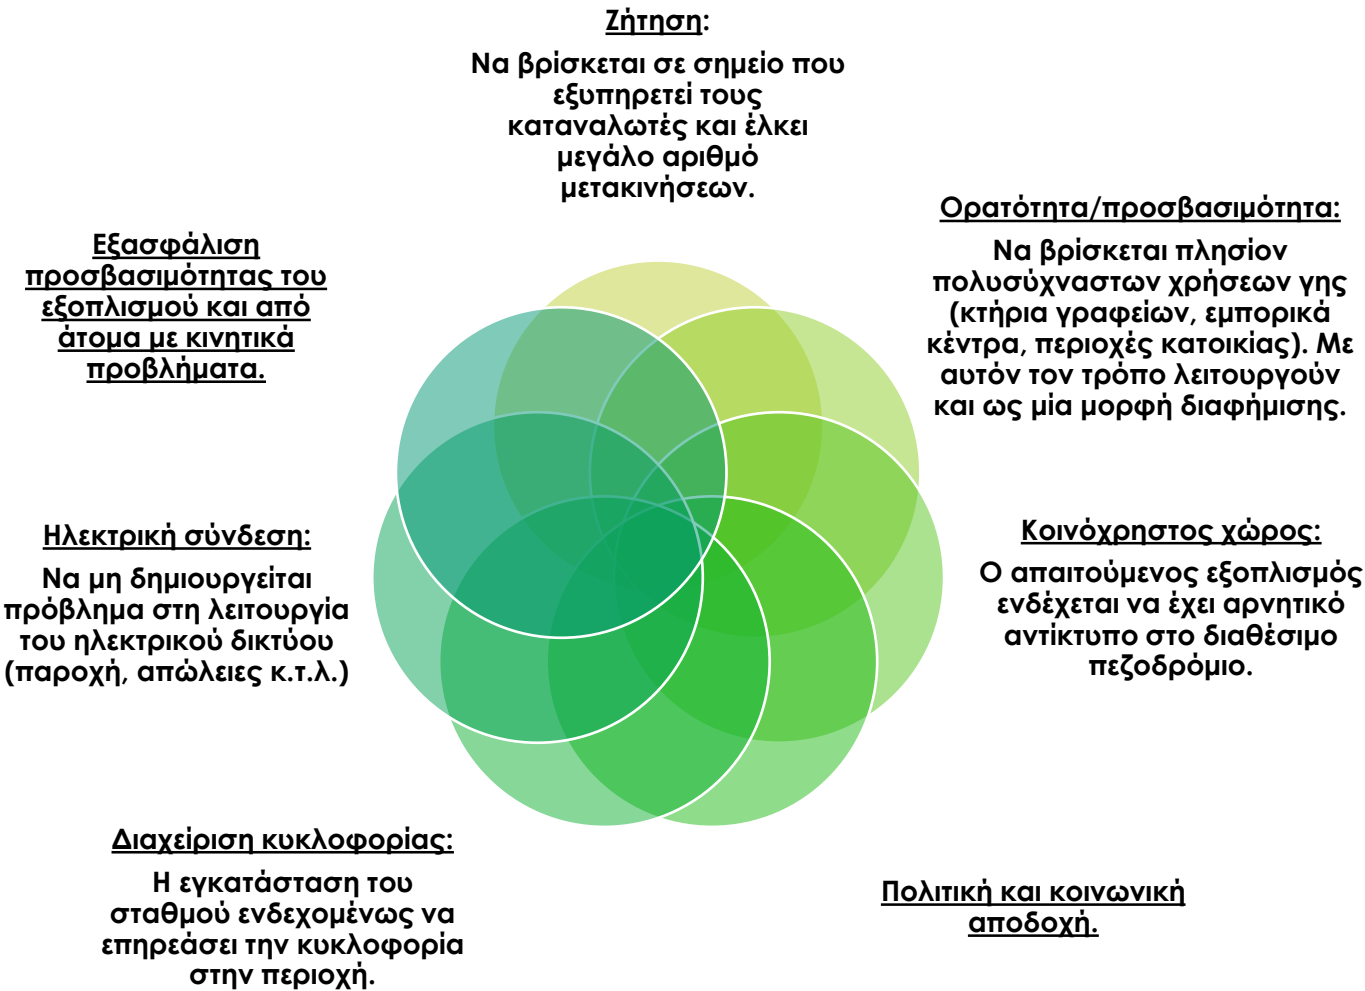 Ζήτηση:
Να βρίσκεται σε σημείο που
εξυπηρετεί τους
καταναλωτές και έλκει
μεγάλο αριθμό
μετακινήσεων.
Ορατότητα/προσβασιμότητα:
Να βρίσκεται πλησίον
πολυσύχναστων χρήσεων γης
(κτήρια γραφείων, εμπορικά
κέντρα, περιοχές κατοικίας). Με
αυτόν τον τρόπο λειτουργούν
και ως μία μορφή διαφήμισης.
Κοινόχρηστος χώρος:
Ο απαιτούμενος εξοπλισμός
ενδέχεται να έχει αρνητικό
αντίκτυπο στο διαθέσιμο
πεζοδρόμιο.
Πολιτική και κοινωνική
αποδοχή.
Διαχείριση κυκλοφορίας:
Η εγκατάσταση του
σταθμού ενδεχομένως να
επηρεάσει την κυκλοφορία
στην περιοχή.
Ηλεκτρική σύνδεση:
Να μη δημιουργείται
πρόβλημα στη λειτουργία
του ηλεκτρικού δικτύου
(παροχή, απώλειες κ.τ.λ.)
Εξασφάλιση
προσβασιμότητας του
εξοπλισμού και από
άτομα με κινητικά
προβλήματα.